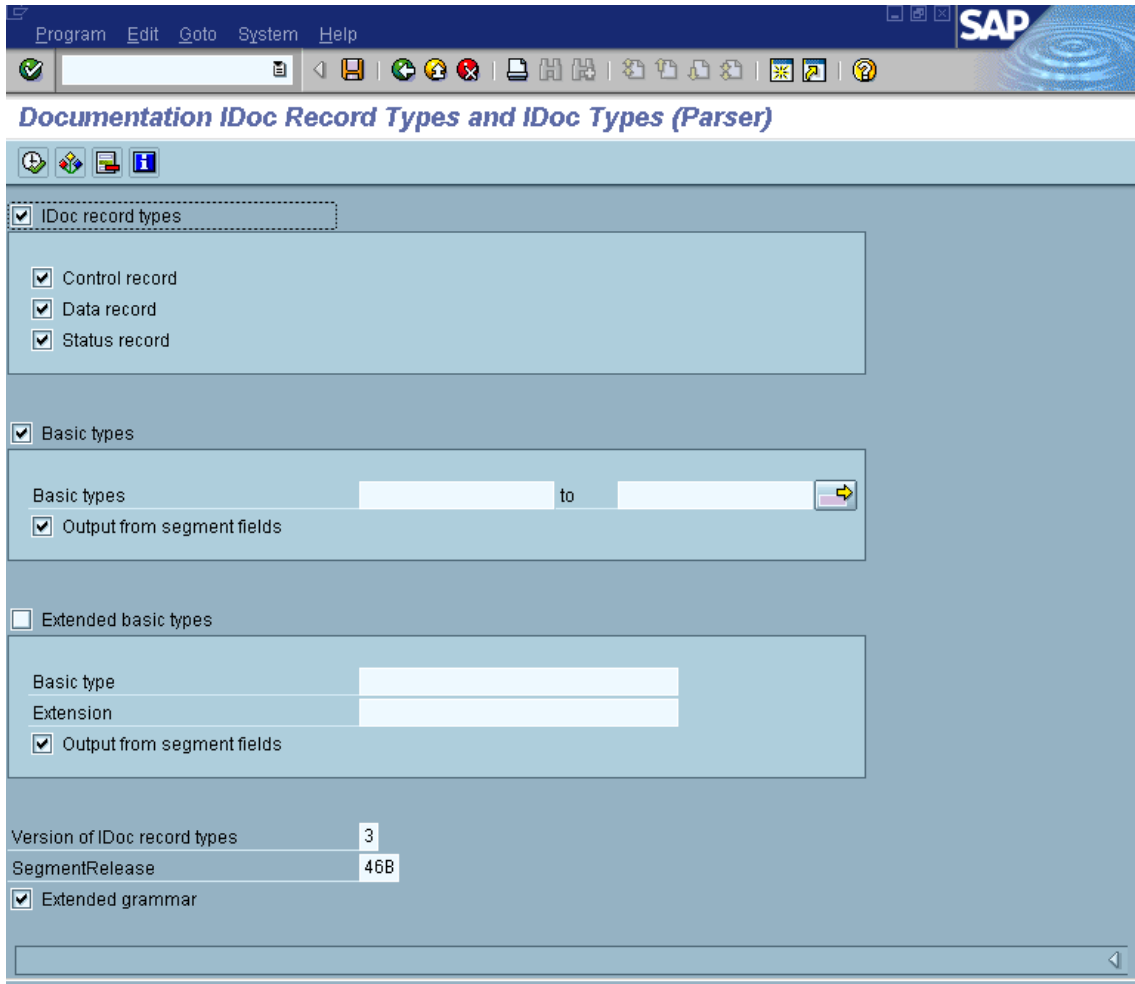 Program Edit Goto System Help
SAP
Documentation IDoc Record Types and IDoc Types (Parser)
IDoc record types
Control record
Data record
Status record
Basic types
Basic types to
Output from segment fields
Extended basic types
Basic type
Extension
Output from segment fields
Version of IDoc record types 3
SegmentRelease 46B
Extended grammar